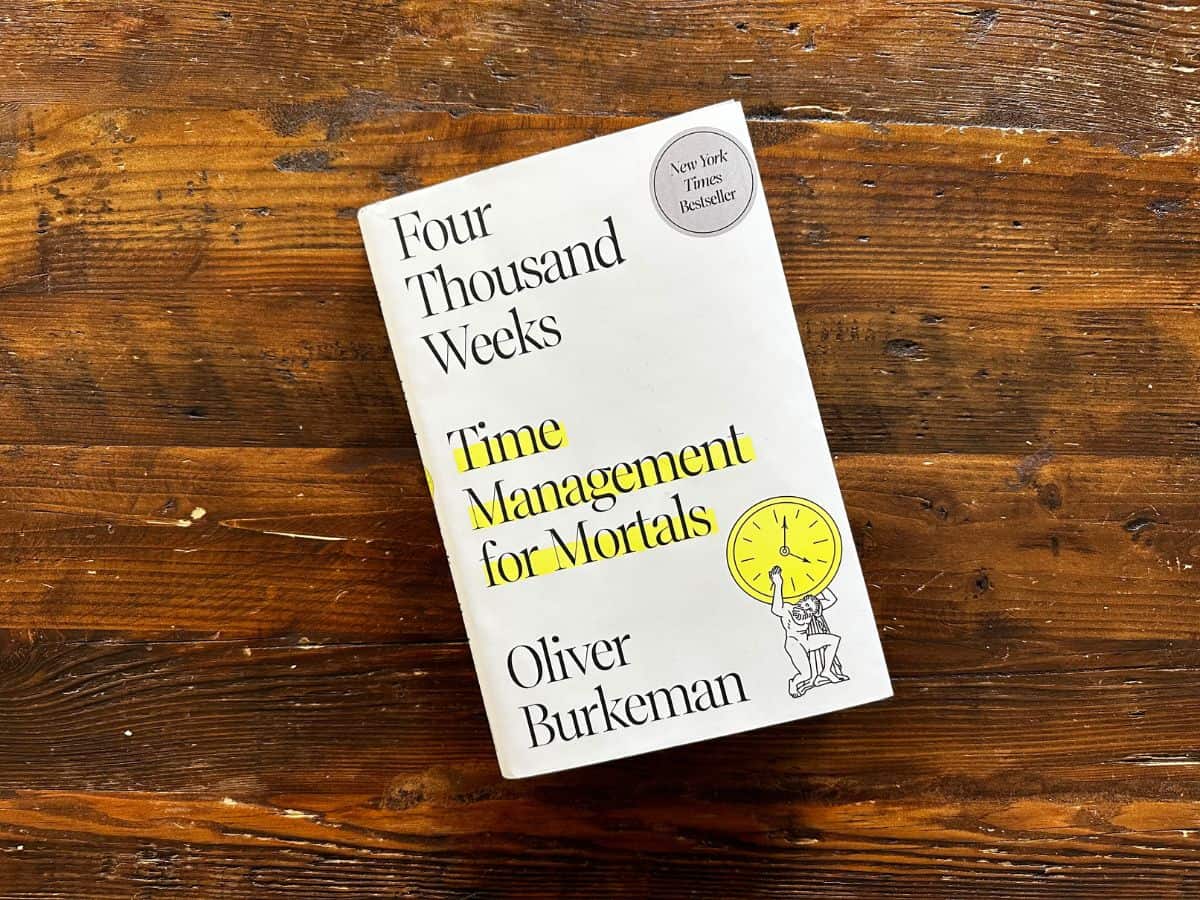 New York
Times
Bestseller
Four
Thousand
Weeks
Time
Management
for Mortals
Oliver
Burkeman